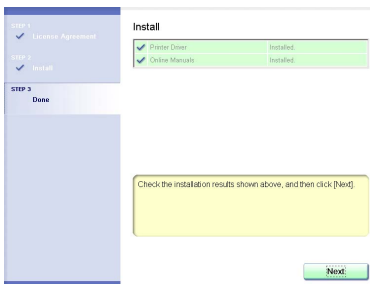 STEP 1
License Agreement
STEP 2
Install
STEP 3
Done
Install
Printer Driver Installed.
Online Manuals Installed.
Check the installation results shown above, and then click [Next].
Next